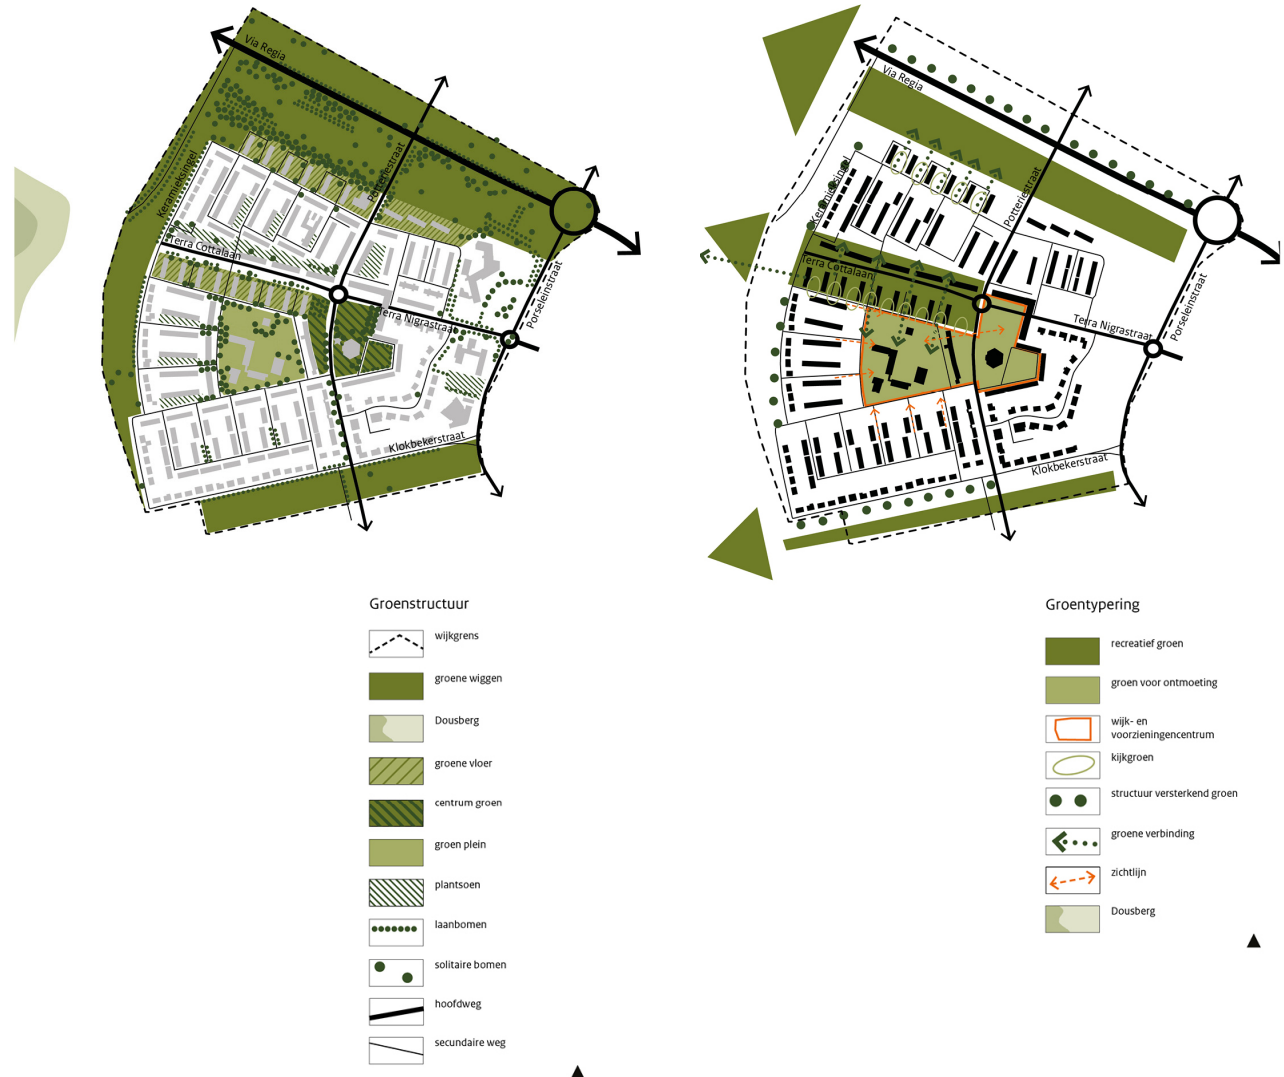 Via Regia
Potteriestraat
Keramieksingel
Terra Cottalaan
Terra Nigrastraat
Porseleinstraat
Klokbekerstraat
Groenstructuur
wijkgrens
groene wiggen
Dousberg
groene vloer
centrum groen
groen plein
plantsoen
laanbomen
solitaire bomen
hoofdweg
secundaire weg
Via Regia
Potteriestraat
Keramieksingel
Terra Cottalaan
Terra Nigrastraat
Porseleinstraat
Klokbekerstraat
Groentypering
recreatief groen
groen voor ontmoeting
wijk- en
voorzieningencentrum
kijkgroen
structuur versterkend groen
groene verbinding
zichtlijn
Dousberg